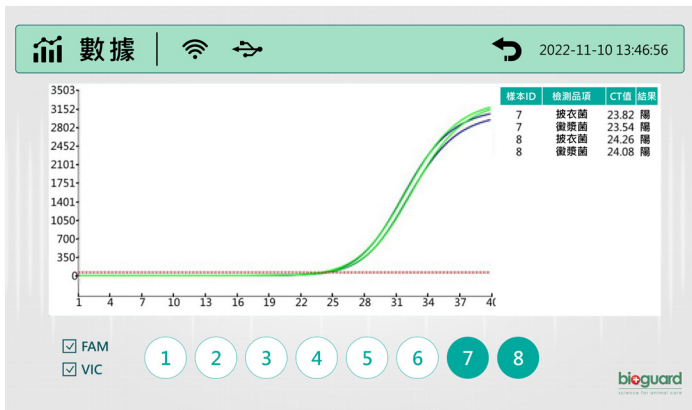 數據 2022-11-10 13:46:56
3503
3152
2802
2452
2101
1751
1401
1050
700
350
0
1 4 7 10 13 16 19 22 25 28 31 34 37 40
樣本ID 檢測品項 CT值 結果
7 披衣菌 23.82 陽
7 黴漿菌 23.54 陽
8 披衣菌 24.26 陽
8 黴漿菌 24.08 陽
FAM
VIC
1 2 3 4 5 6 7 8
bioguard
science for animal care